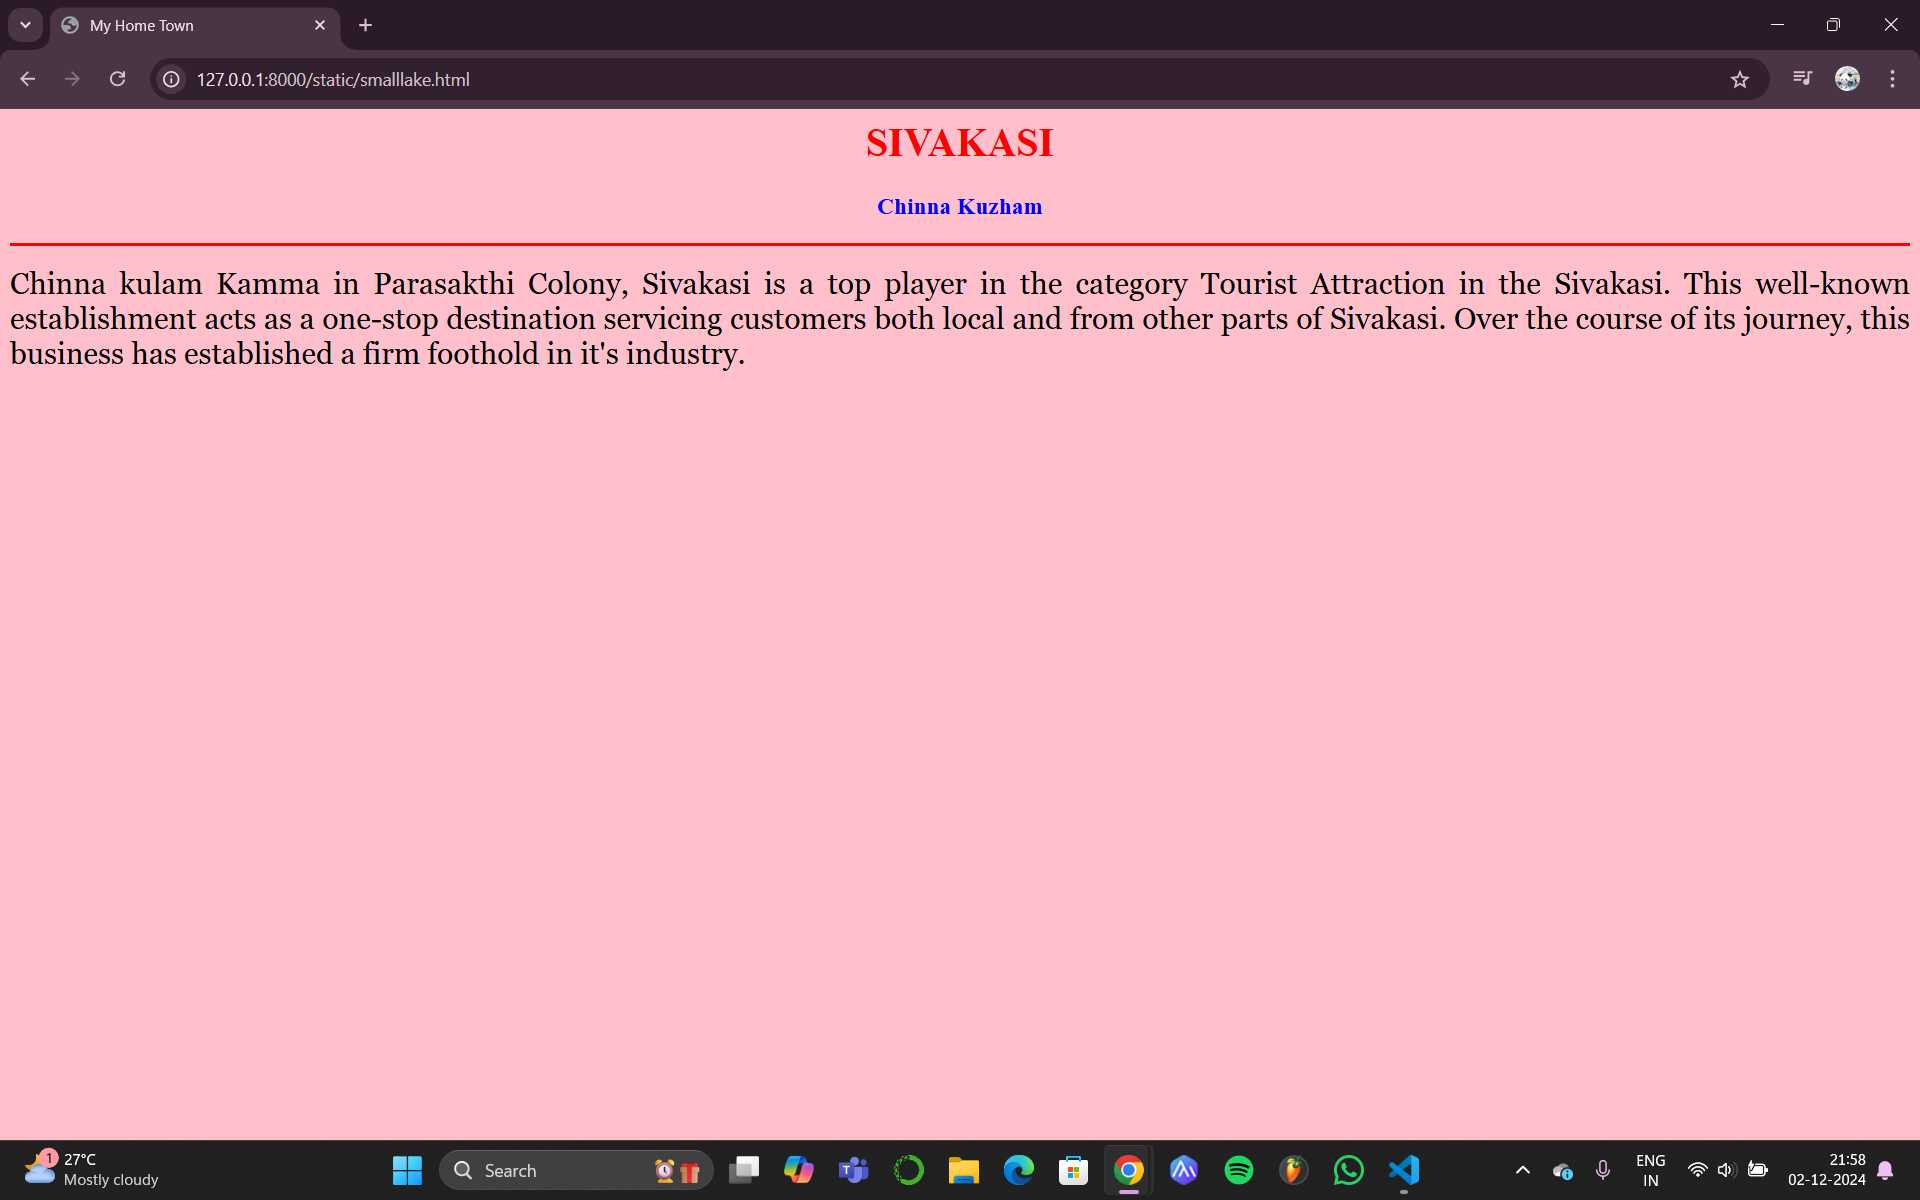 My Home Town
127.0.0.1:8000/static/smalllake.html
SIVAKASI
Chinna Kuzham
Chinna kulam Kamma in Parasakthi Colony, Sivakasi is a top player in the category Tourist Attraction in the Sivakasi. This well-known
establishment acts as a one-stop destination servicing customers both local and from other parts of Sivakasi. Over the course of its journey, this
business has established a firm foothold in it's industry.
1
27°C
Mostly cloudy
Search
T
ENG
IN
21:58
02-12-2024